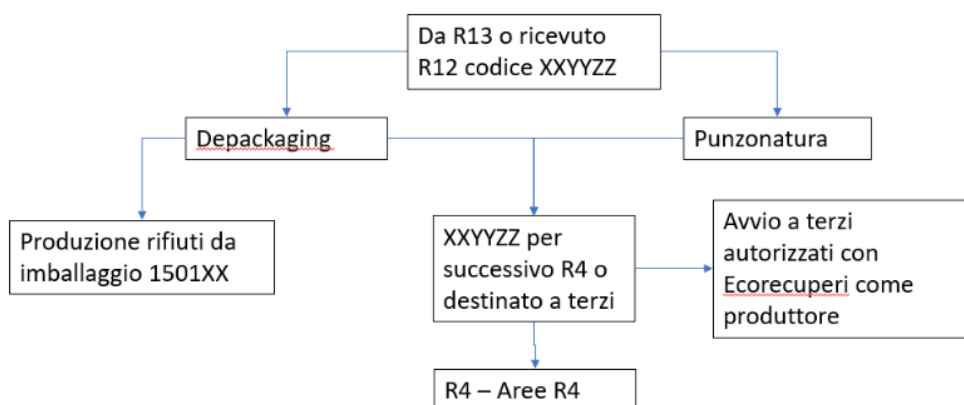 Da R13 o ricevuto
R12 codice XXYYZZ
Depackaging
Punzonatura
Produzione rifiuti da
imballaggio 1501XX
XXYYZZ per
successivo R4 o
destinato a terzi
Avvio a terzi
autorizzati con
Ecorecuperi come
produttore
R4 – Aree R4